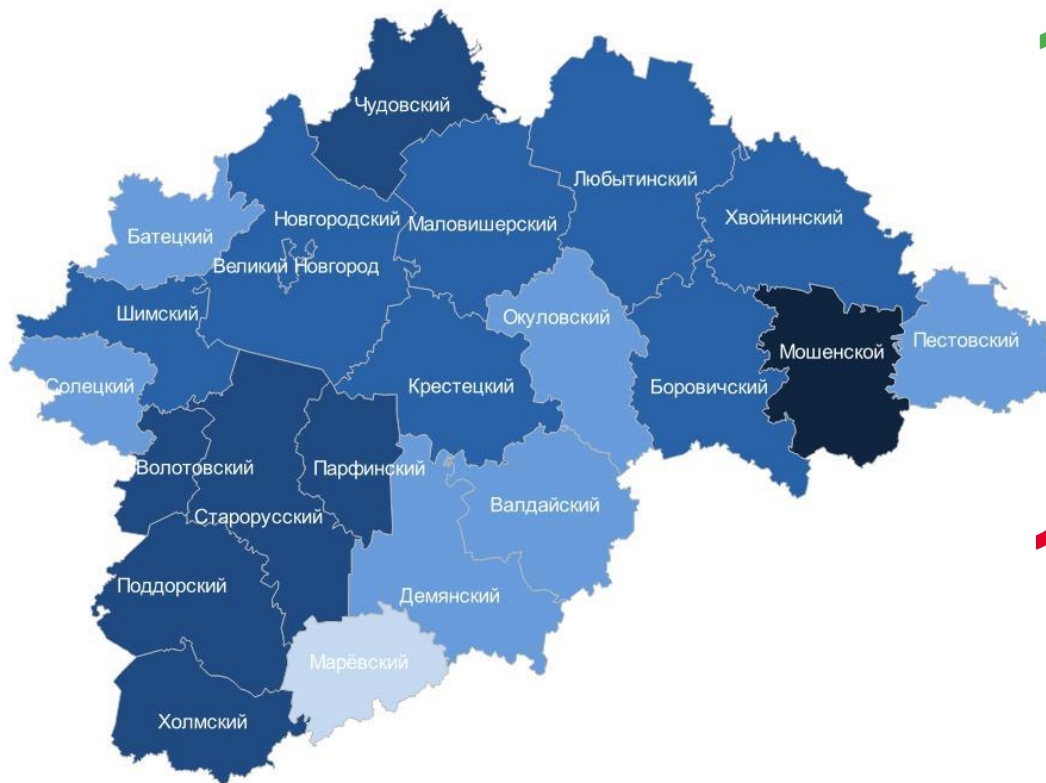 Чудовский
Любытинский
Хвойнинский
Новгородский
Маловишерский
Батецкий
Великий Новгород
Шимский
Окуловский
Пестовский
Мошенской
Солецкий
Крестецкий
Боровичский
Волотовский
Парфинский
Валдайский
Старорусский
Поддорский
Демянский
Марёвский
Холмский